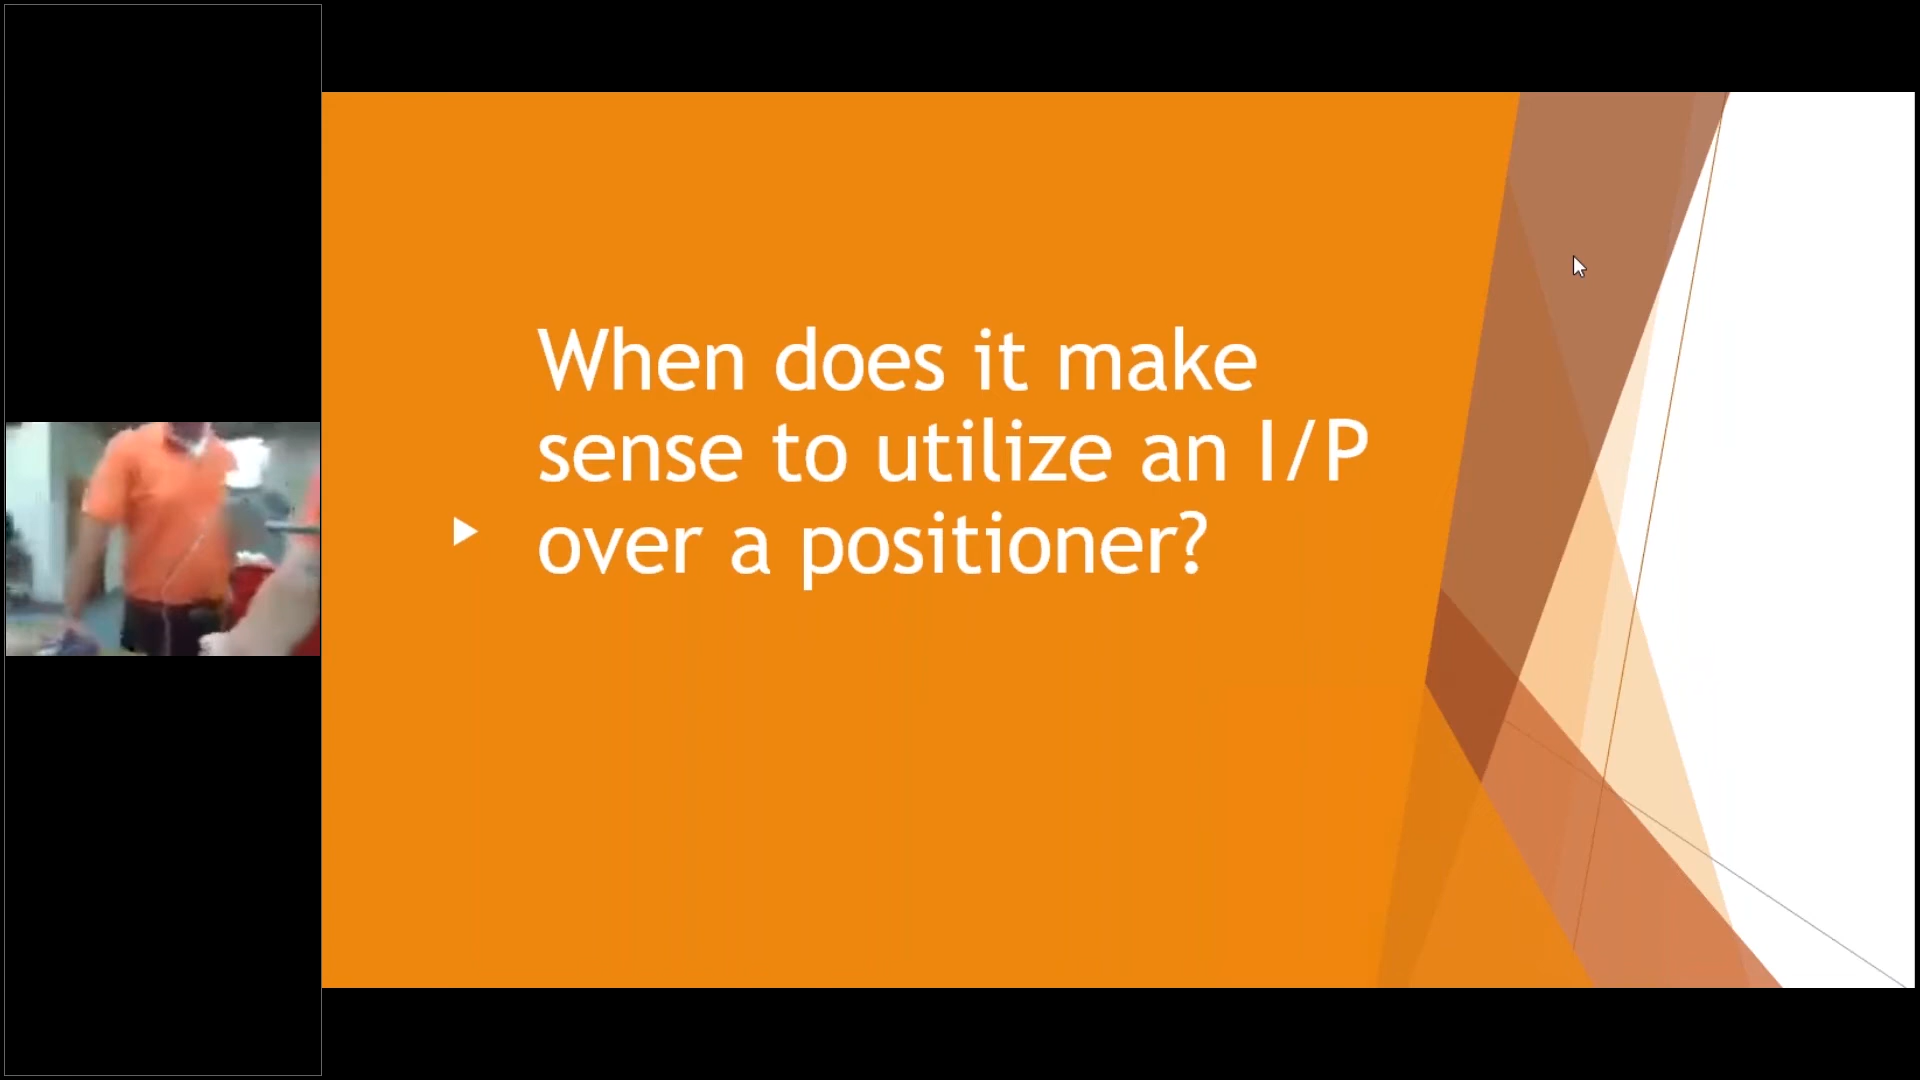 When does it make
sense to utilize an I/P
over a positioner?